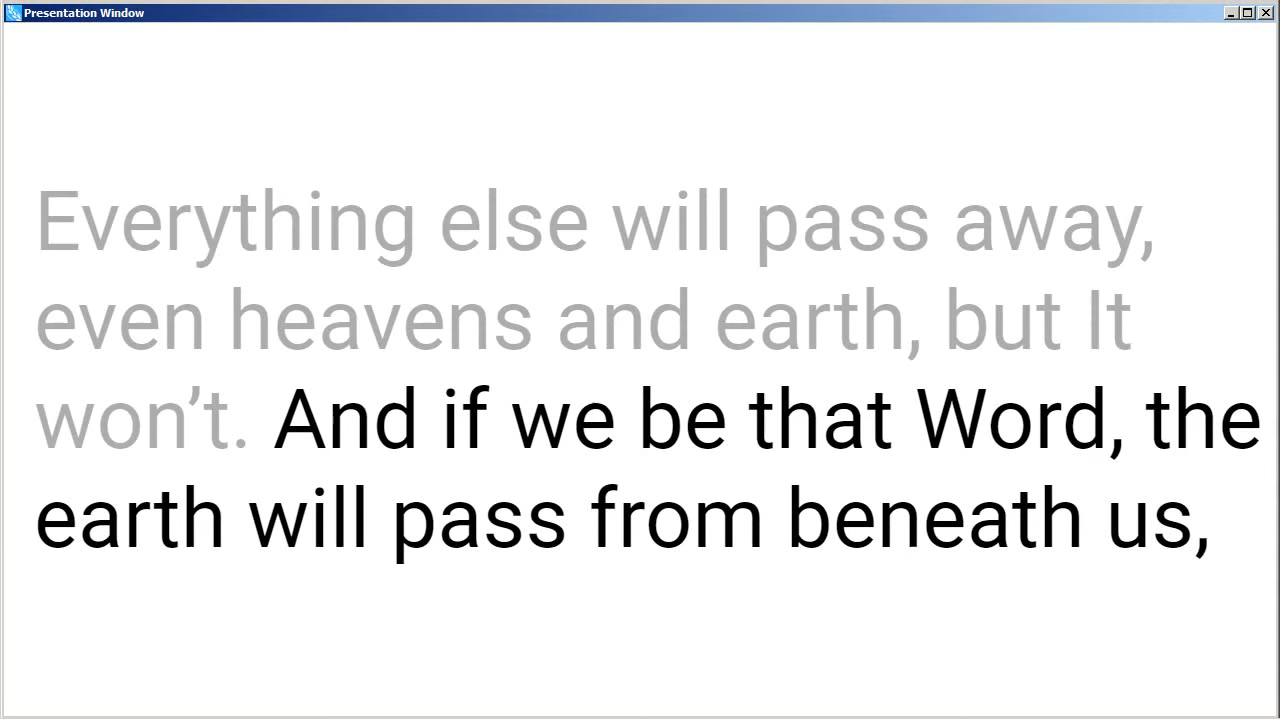 Presentation Window
Everything else will pass away,
even heavens and earth, but It
won’t. And if we be that Word, the
earth will pass from beneath us,